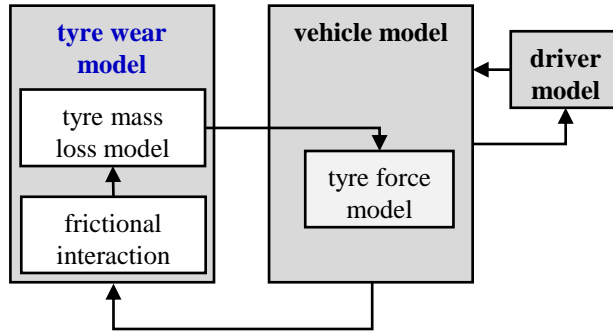 tyre wear
model
tyre mass
loss model
frictional
interaction
vehicle model
tyre force
model
driver
model